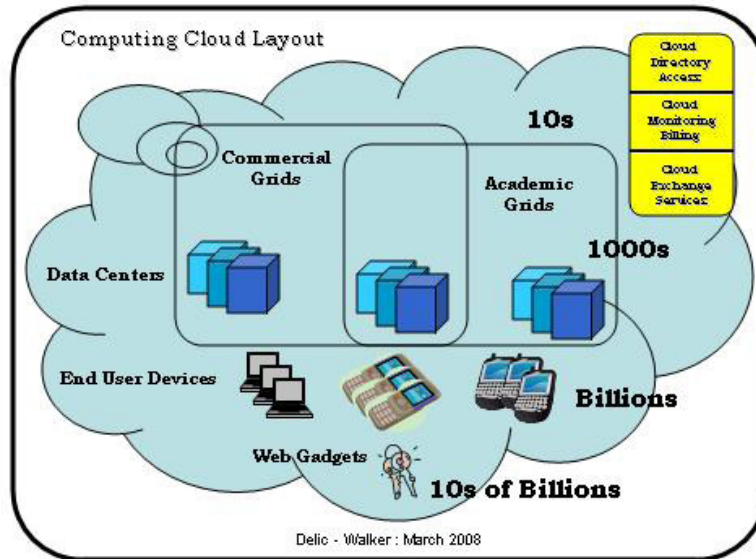 Computing Cloud Layout
Cloud
Directory
Access
Cloud
Monitoring
Billing
Cloud
Exchange
Services
10s
Commercial
Grids
Academic
Grids
1000s
Data Centers
End User Devices
Billions
Web Gadgets
10s of Billions
Delic - Walker : March 2008